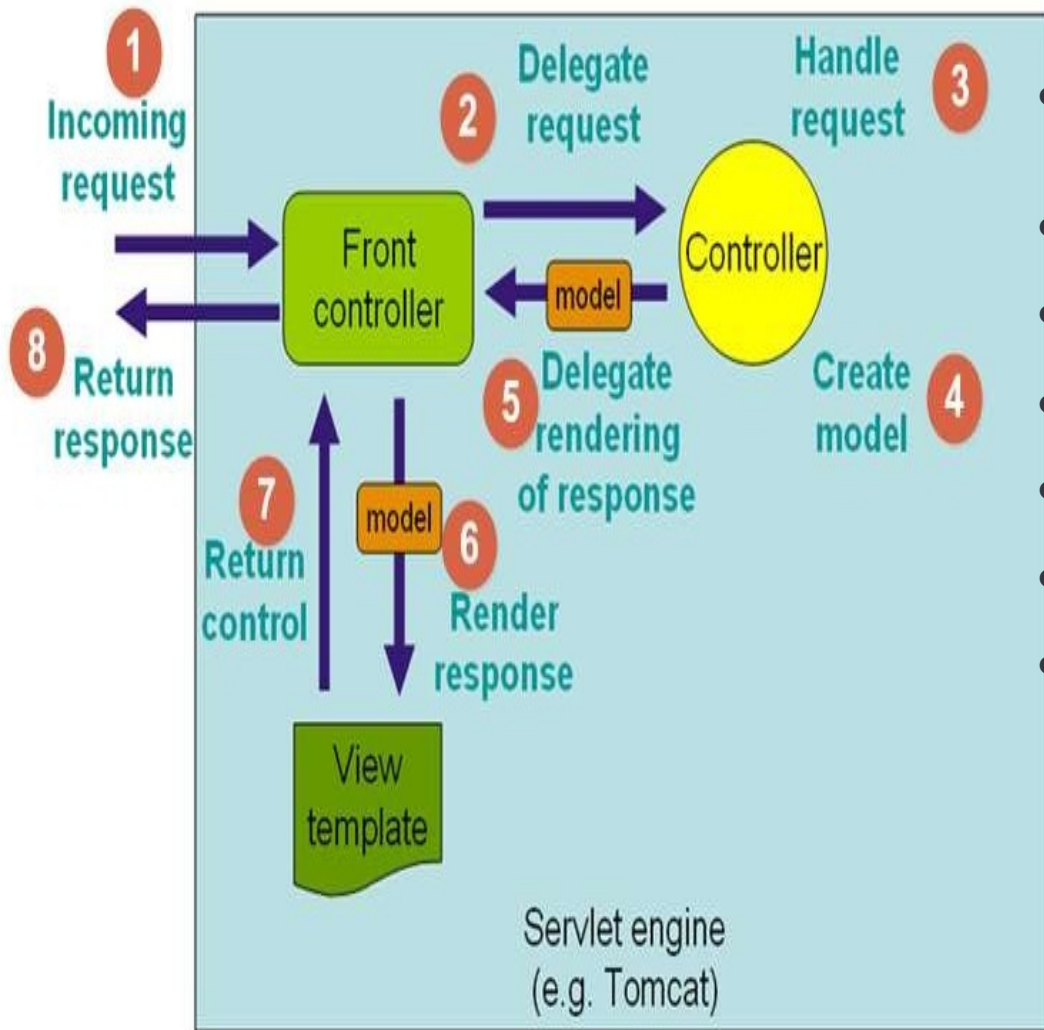 1
Incoming
request
2
Delegate
request
Handle
request
3
Front
controller
Controller
model
8
Return
response
5
Delegate
rendering
of response
Create
model
4
7
Return
control
model
6
Render
response
View
template
Servlet engine
(e.g. Tomcat)